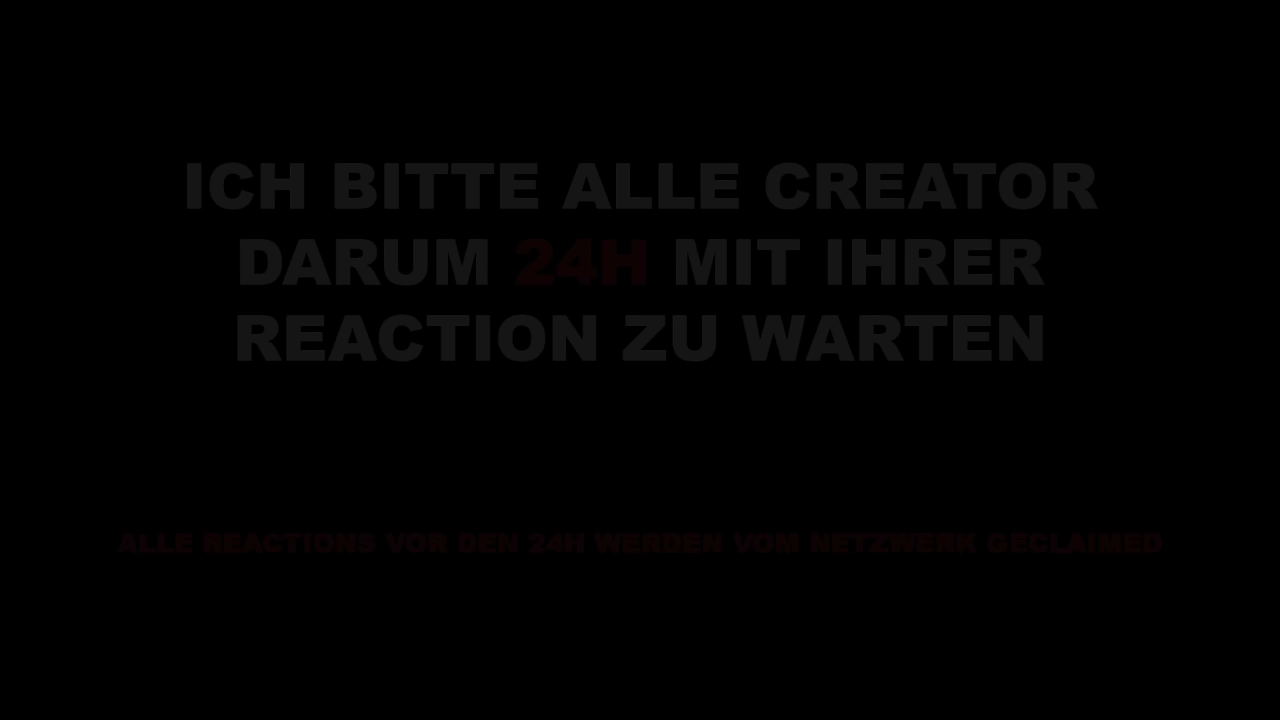 ICH BITTE ALLE CREATOR
DARUM 24H MIT IHRER
REACTION ZU WARTEN
ALLE REACTIONS VOR DEN 24H WERDEN VOM NETZWERK GECLAIMED